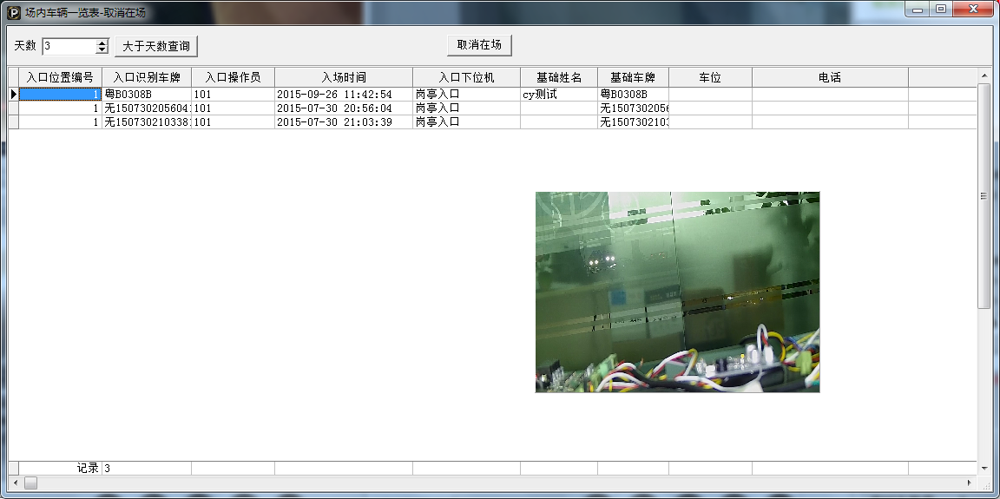 场内车辆一览表-取消在场
天数 3 大于天数查询 取消在场
入口位置编号 入口识别车牌 入口操作员 入场时间 入口下位机 基础姓名 基础车牌 车位 电话
1 粤B0308B 101 2015-09-26 11:42:54 岗亭入口 cy测试 粤B0308B
1 无150730205604 101 2015-07-30 20:56:04 岗亭入口 无1507302056
1 无150730210338 101 2015-07-30 21:03:39 岗亭入口 无150730210
记录 3